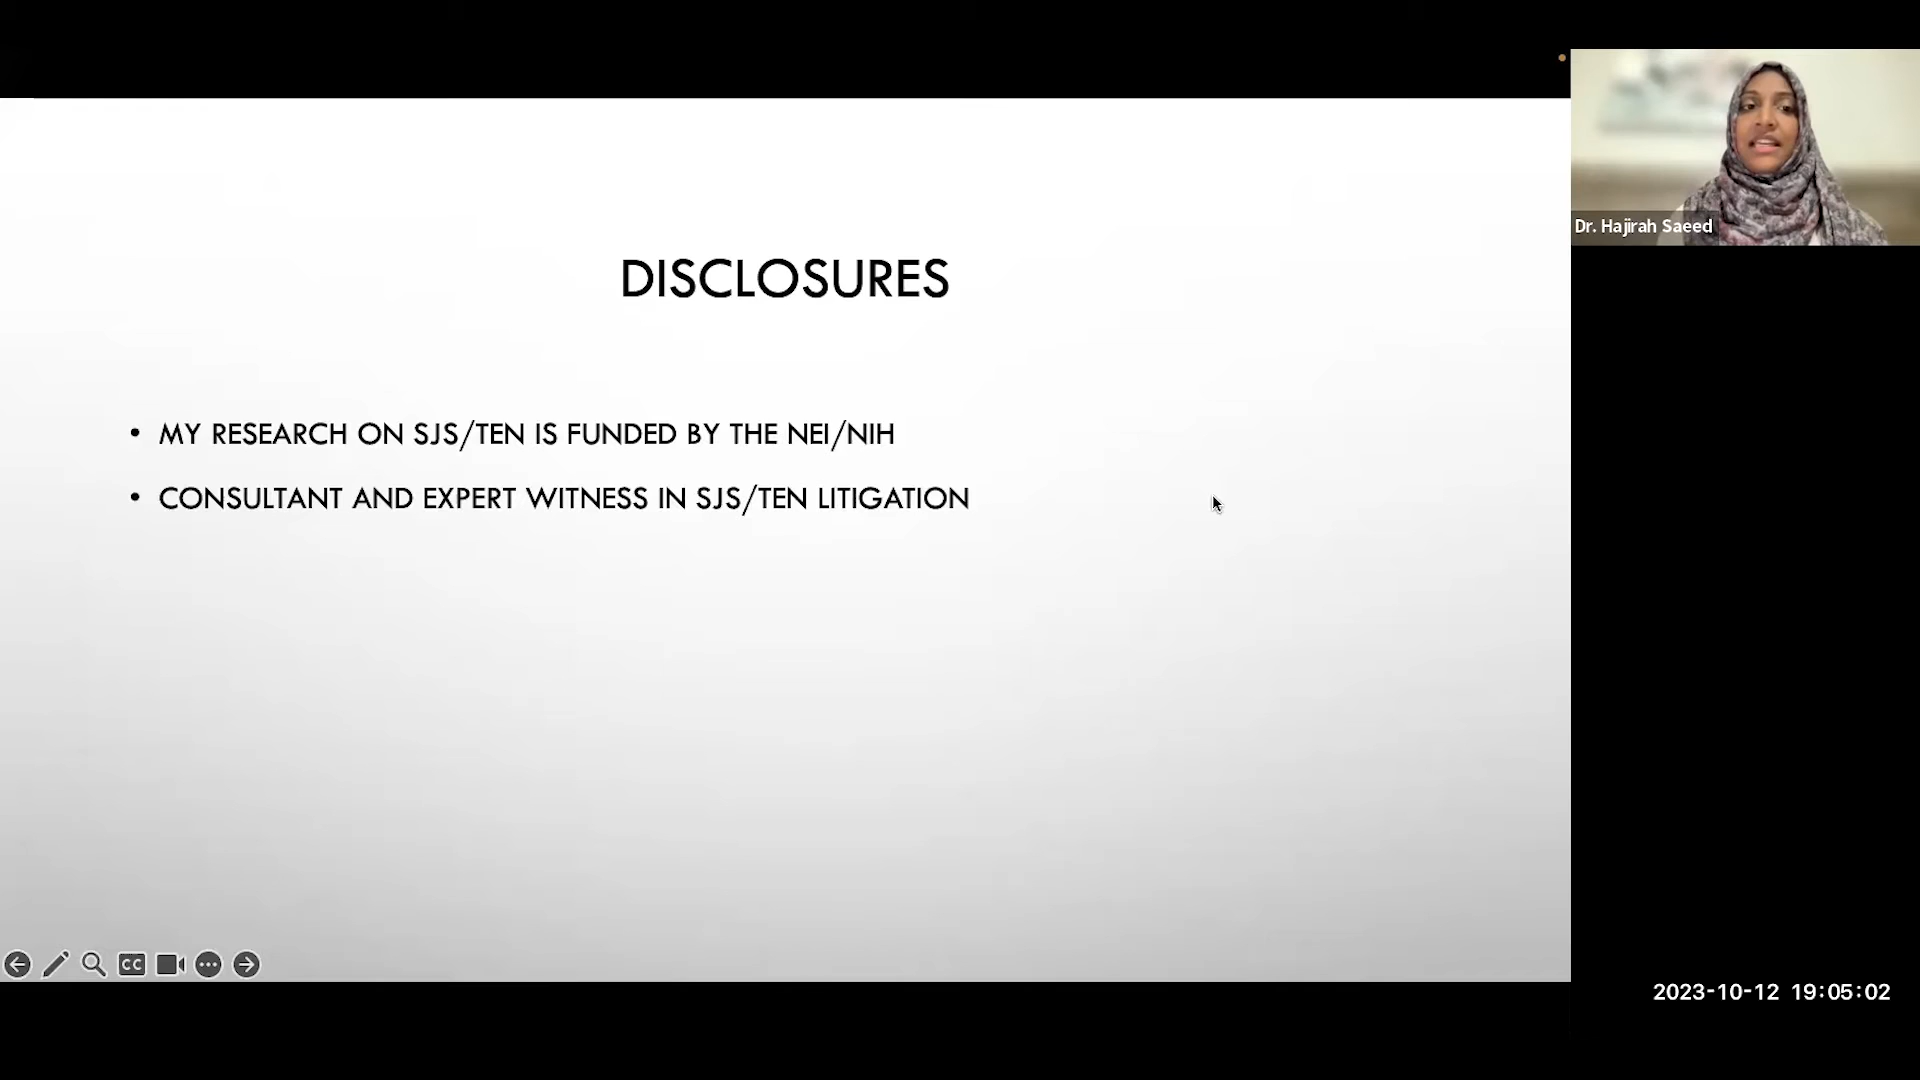 Dr. Hajirah Saeed
DISCLOSURES
• MY RESEARCH ON SJS/TEN IS FUNDED BY THE NEI/NIH
• CONSULTANT AND EXPERT WITNESS IN SJS/TEN LITIGATION
CC
2023-10-12 19:05:02